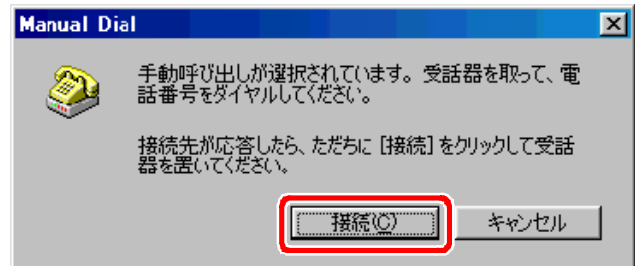 Manual Dial
手動呼び出しが選択されています。受話器を取って、電
話番号をダイヤルしてください。
接続先が応答したら、ただちに [接続] をクリックして受話
器を置いてください。
接続(C) キャンセル